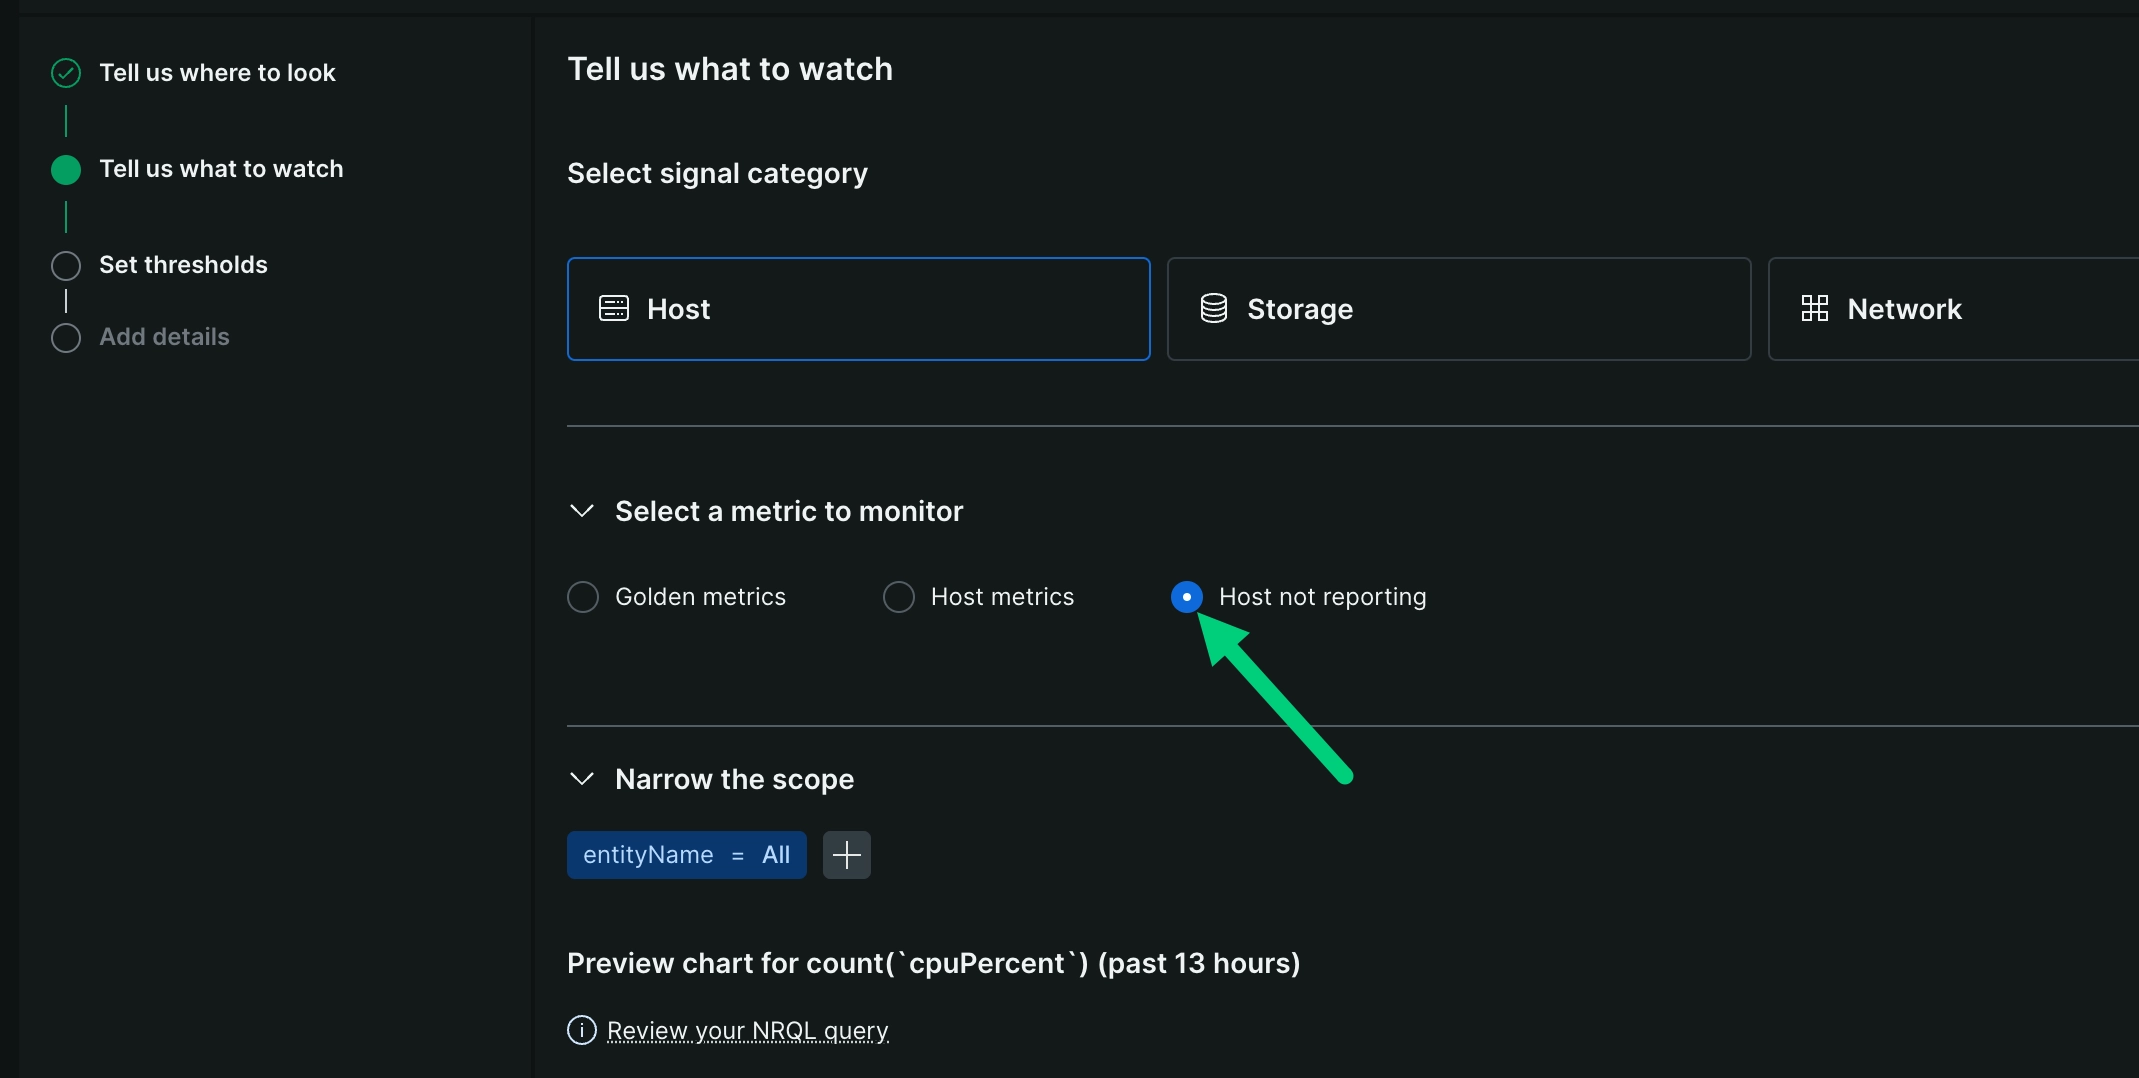 Tell us where to look
Tell us what to watch
Set thresholds
Add details
Tell us what to watch
Select signal category
Host
Storage
Network
Select a metric to monitor
Golden metrics
Host metrics
Host not reporting
Narrow the scope
entityName = All
Preview chart for count(`cpuPercent`) (past 13 hours)
Review your NRQL query